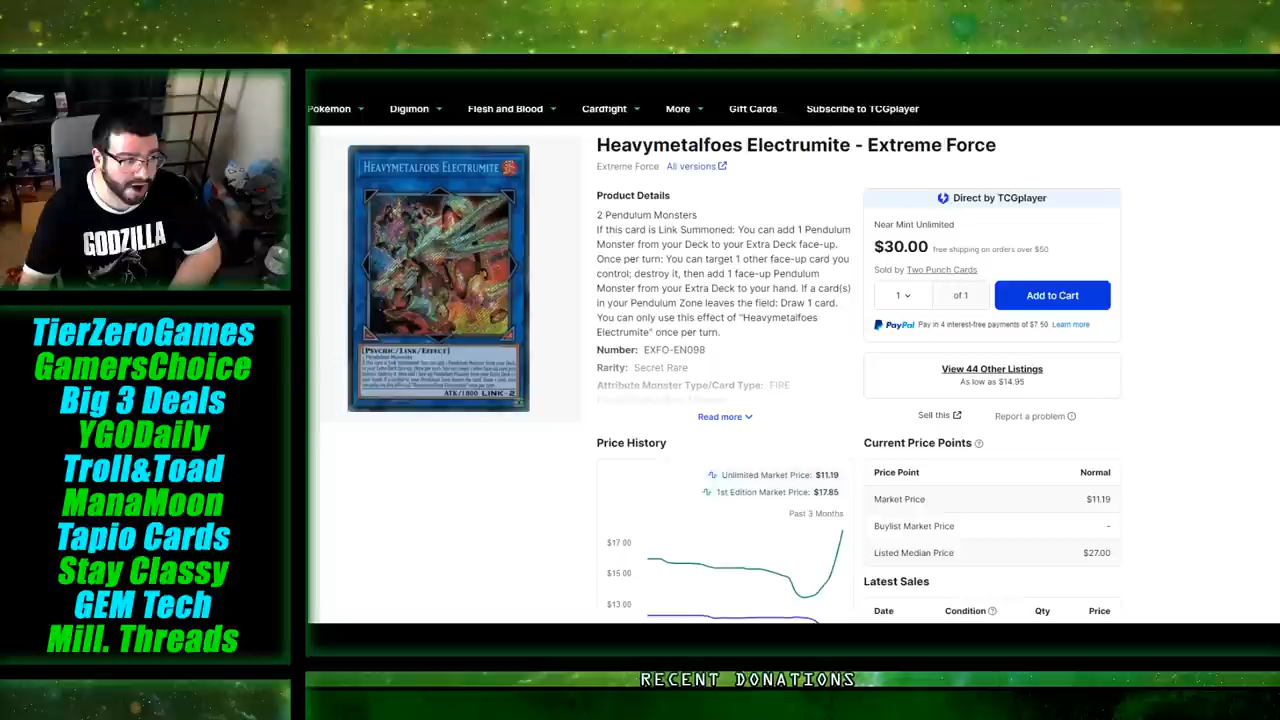 Pokemon Digimon Flesh and Blood Cardfight More Gift Cards Subscribe to TCGplayer
GODZILLA
TierZeroGames
GamersChoice
Big 3 Deals
YGODaily
Troll&Toad
ManaMoon
Tapio Cards
Stay Classy
GEM Tech
Mill. Threads
HEAVYMETALFOES ELECTRUMITE
[PSYCHIC/LINK/EFFECT]
2 Pendulum Monsters
ATK/1800 LINK-2
Heavymetalfoes Electrumite - Extreme Force
Extreme Force All versions
Product Details
2 Pendulum Monsters
If this card is Link Summoned: You can add 1 Pendulum
Monster from your Deck to your Extra Deck face-up.
Once per turn: You can target 1 other face-up card you
control; destroy it, then add 1 face-up Pendulum
Monster from your Extra Deck to your hand. If a card(s)
in your Pendulum Zone leaves the field: Draw 1 card.
You can only use this effect of "Heavymetalfoes
Electrumite" once per turn.
Number: EXFO-EN098
Rarity: Secret Rare
Attribute Monster Type/Card Type: FIRE
Read more
Price History
Unlimited Market Price: $11.19
1st Edition Market Price: $17.85
Past 3 Months
$17.00
$15.00
$13.00
Direct by TCGplayer
Near Mint Unlimited
$30.00 free shipping on orders over $50
Sold by Two Punch Cards
1 of 1 Add to Cart
PayPal Pay in 4 interest-free payments of $7.50 Learn more
View 44 Other Listings
As low as $14.95
Sell this Report a problem
Current Price Points
Price Point Normal
Market Price $11.19
Buylist Market Price -
Listed Median Price $27.00
Latest Sales
Date Condition Qty Price
RECENT DONATIONS